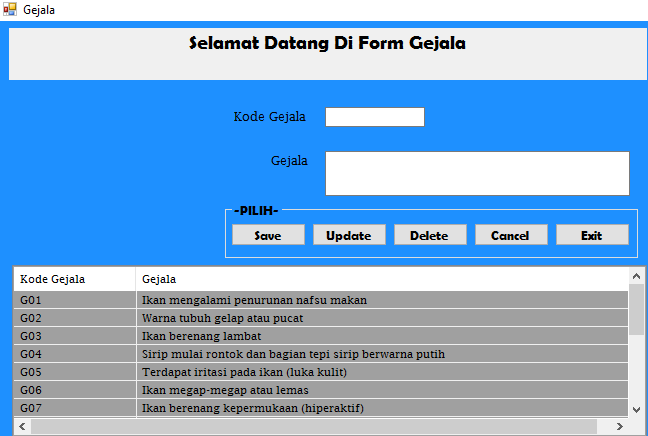 Gejala
Selamat Datang Di Form Gejala
Kode Gejala
Gejala
-PILIH-
Save Update Delete Cancel Exit
Kode Gejala Gejala
G01 Ikan mengalami penurunan nafsu makan
G02 Warna tubuh gelap atau pucat
G03 Ikan berenang lambat
G04 Sirip mulai rontok dan bagian tepi sirip berwarna putih
G05 Terdapat iritasi pada ikan (luka kulit)
G06 Ikan megap-megap atau lemas
G07 Ikan berenang kepermukaan (hiperaktif)